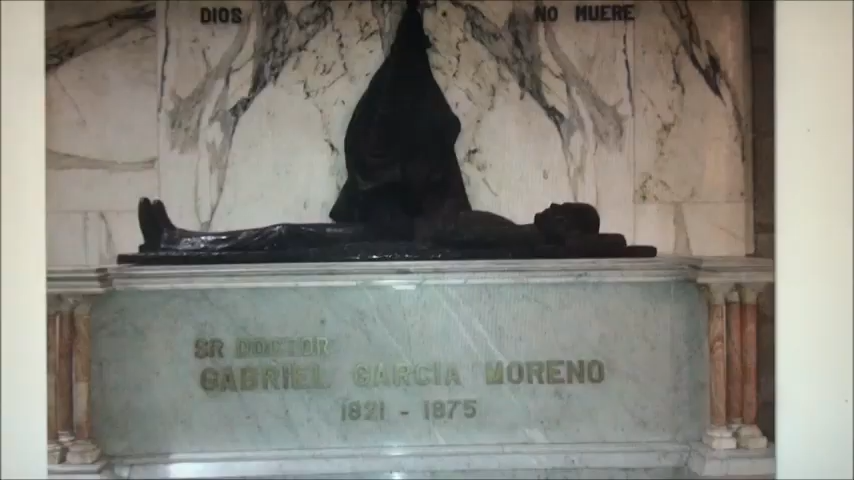 DIOS NO MUERE
SR DOCTOR
GABRIEL GARCIA MORENO
1821 - 1875